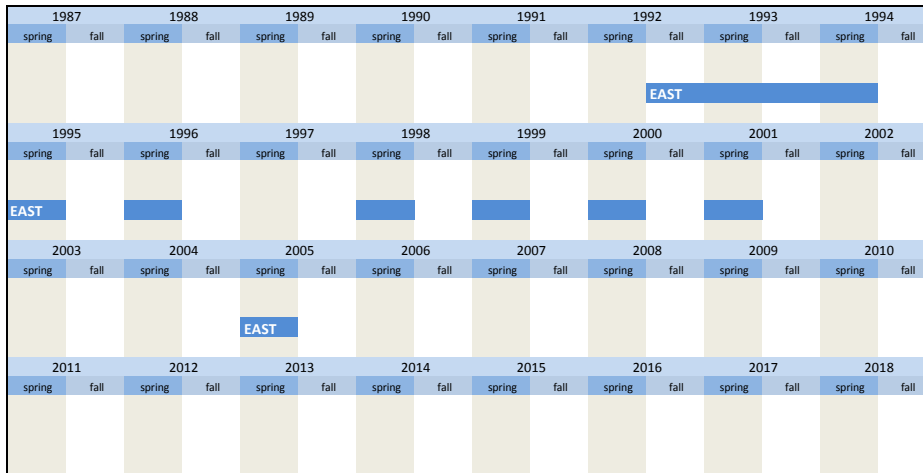 1987 1988 1989 1990 1991 1992 1993 1994
spring fall spring fall spring fall spring fall spring fall spring fall spring fall spring fall
EAST
1995 1996 1997 1998 1999 2000 2001 2002
spring fall spring fall spring fall spring fall spring fall spring fall spring fall spring fall
EAST
2003 2004 2005 2006 2007 2008 2009 2010
spring fall spring fall spring fall spring fall spring fall spring fall spring fall spring fall
EAST
2011 2012 2013 2014 2015 2016 2017 2018
spring fall spring fall spring fall spring fall spring fall spring fall spring fall spring fall